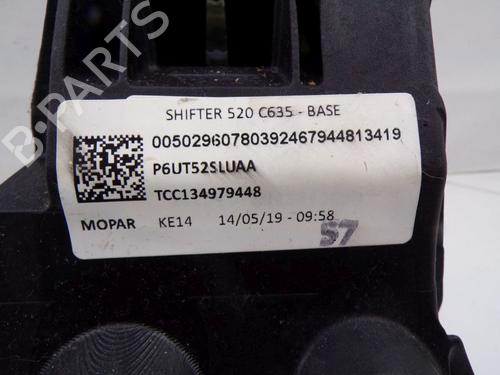 B-PARTS
SHIFTER 520 C635 - BASE
00502960780392467944813419
P6UT52SLUAA
TCC134979448
MOPAR KE14 14/05/19 - 09:58
57